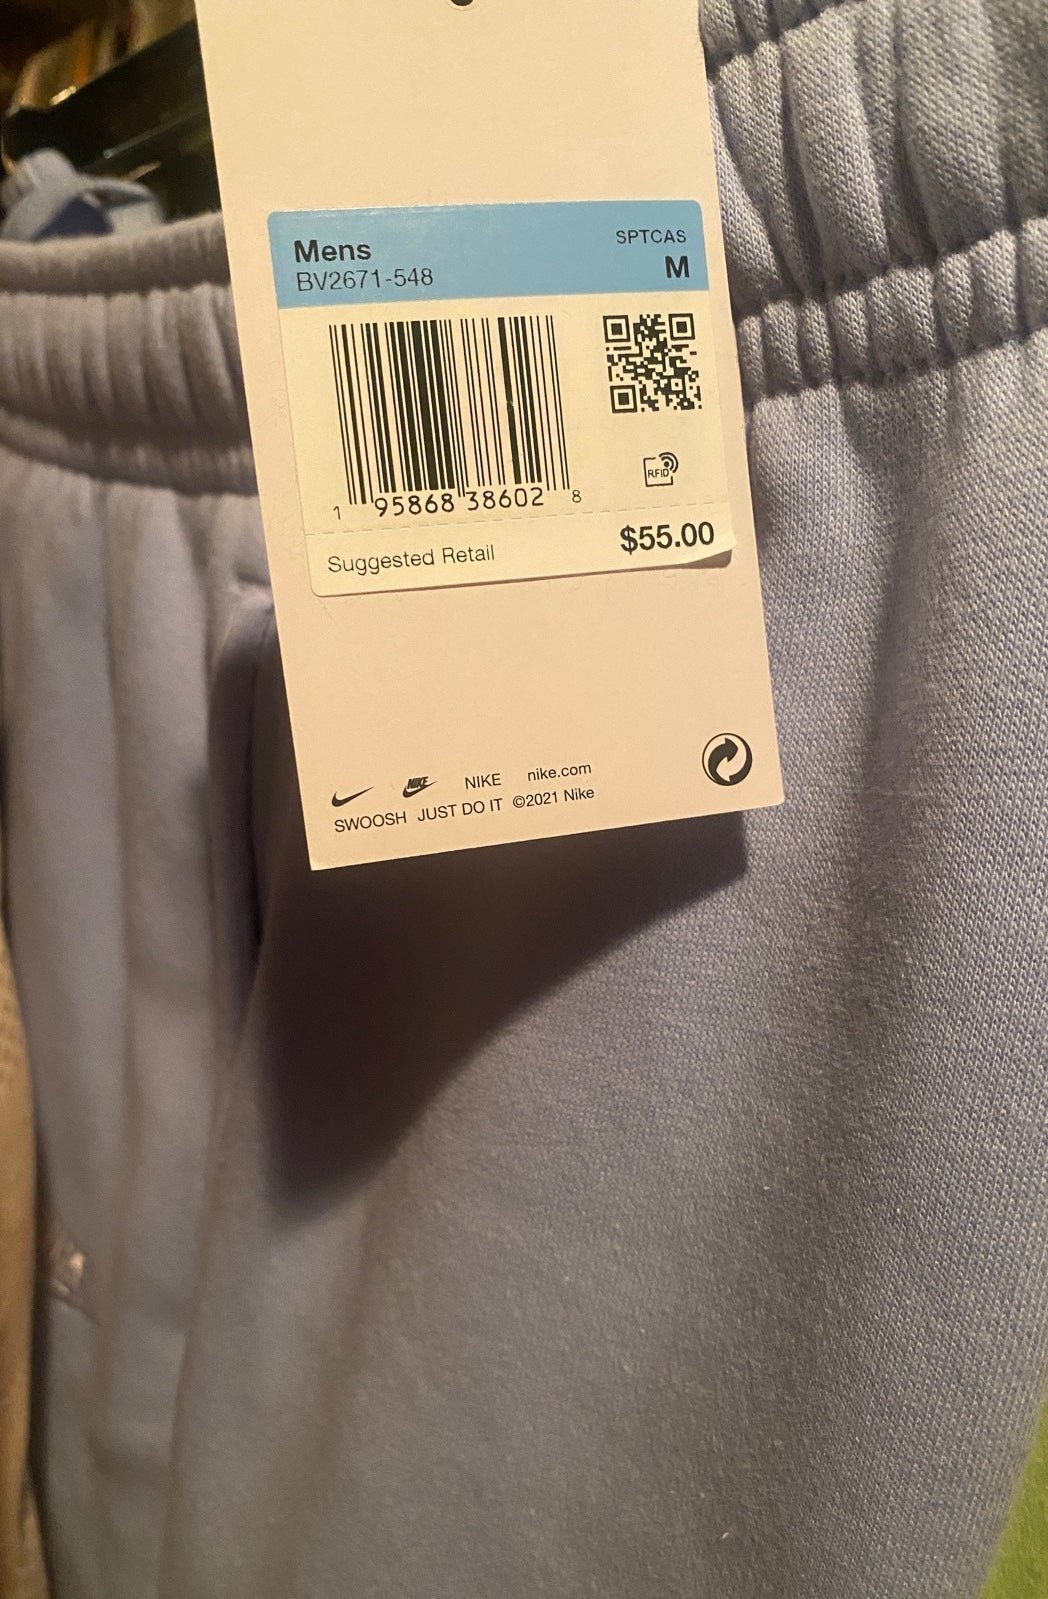 Mens
SPTCAS
BV2671-548
M
RFID
1 95868 38602 8
Suggested Retail
$55.00
NIKE
NIKE nike.com
SWOOSH JUST DO IT ©2021 Nike